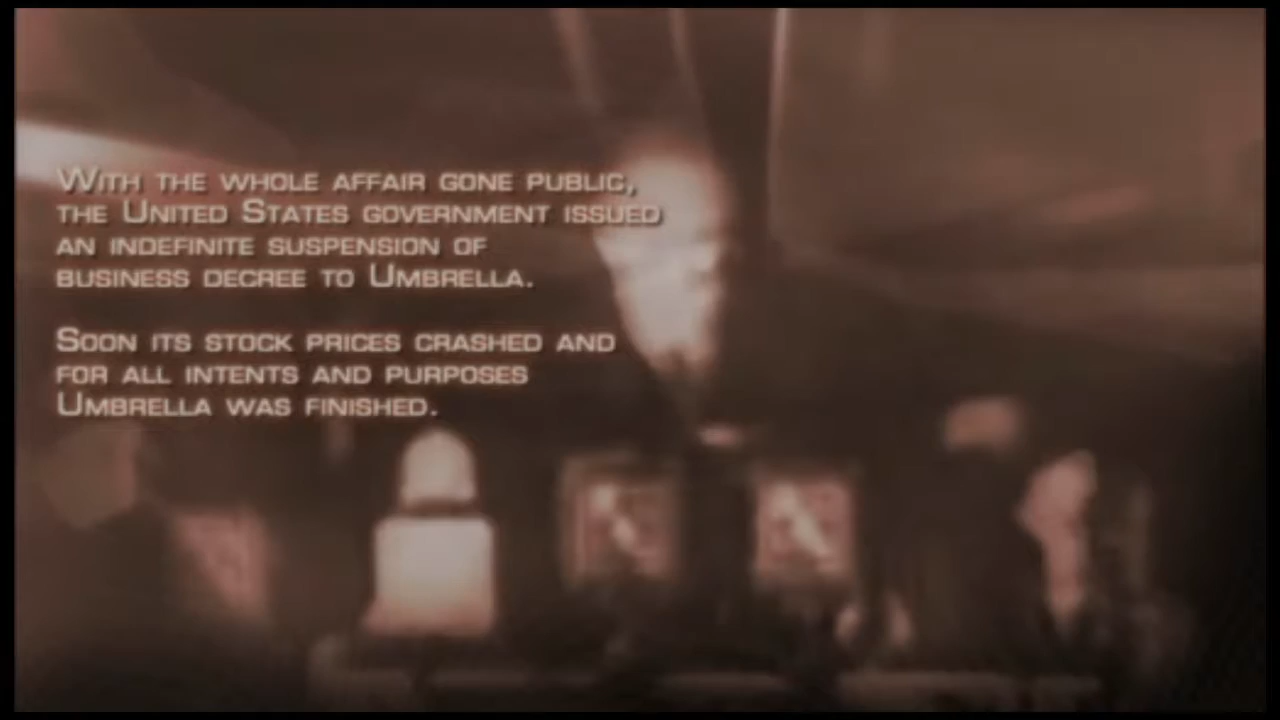 With the whole affair gone public,
the United States government issued
an indefinite suspension of
business decree to Umbrella.
Soon its stock prices crashed and
for all intents and purposes
Umbrella was finished.